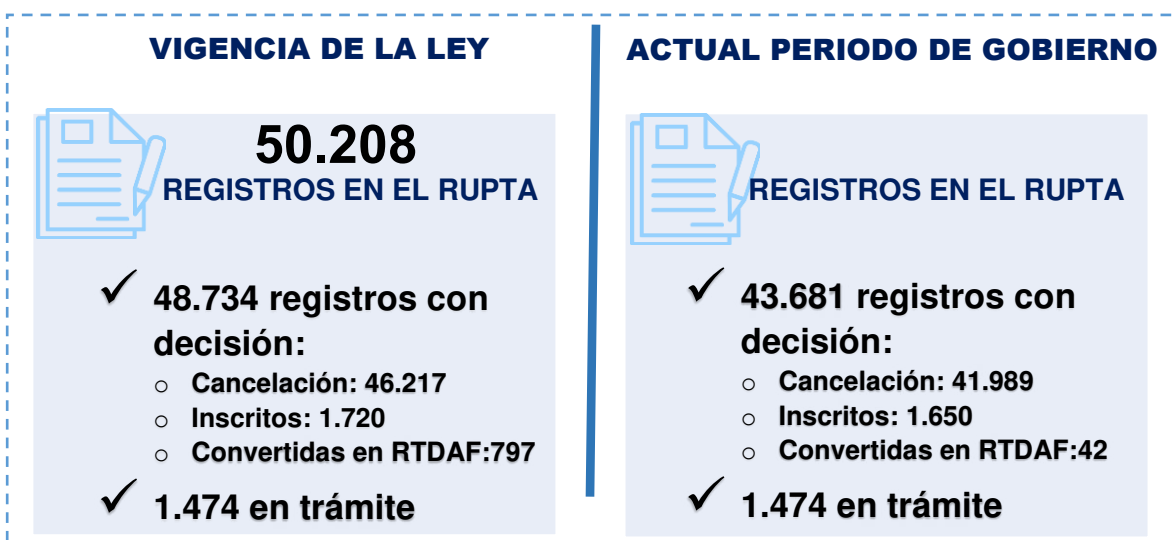 VIGENCIA DE LA LEY
50.208
REGISTROS EN EL RUPTA
✓ 48.734 registros con
decisión:
o Cancelación: 46.217
o Inscritos: 1.720
o Convertidas en RTDAF:797
✓ 1.474 en trámite
ACTUAL PERIODO DE GOBIERNO
REGISTROS EN EL RUPTA
✓ 43.681 registros con
decisión:
o Cancelación: 41.989
o Inscritos: 1.650
o Convertidas en RTDAF:42
✓ 1.474 en trámite